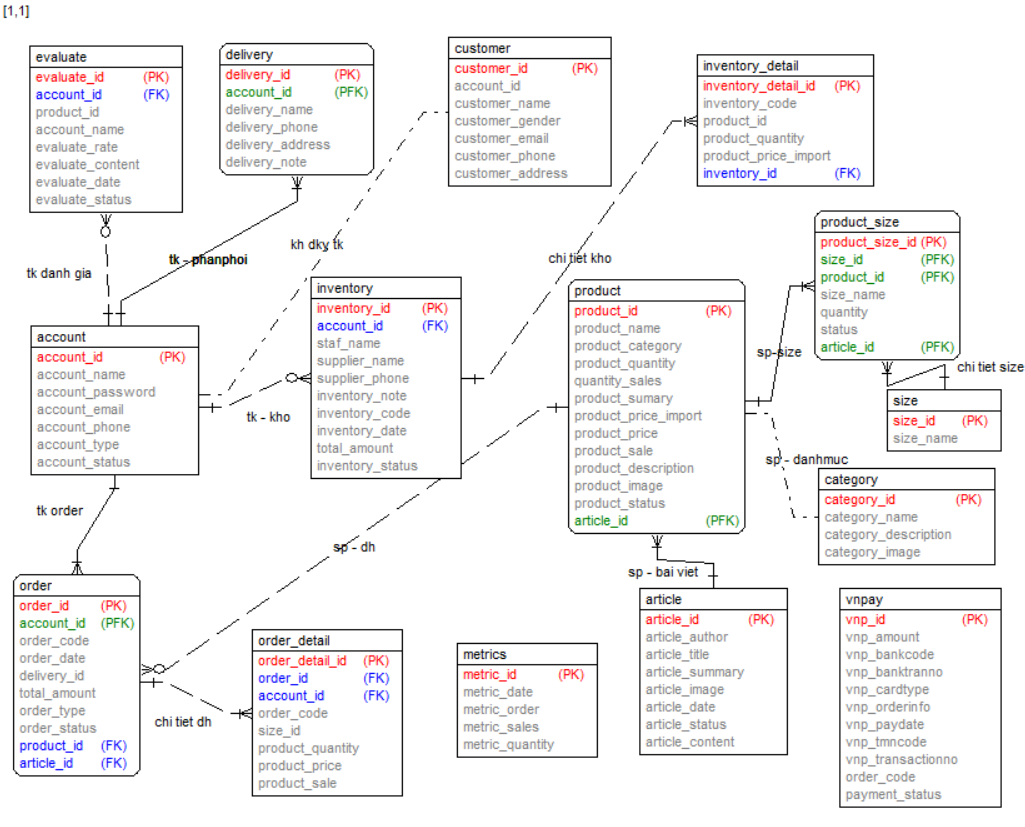 [1,1]
evaluate
evaluate_id (PK)
account_id (FK)
product_id
account_name
evaluate_rate
evaluate_content
evaluate_date
evaluate_status
delivery
delivery_id (PK)
account_id (PFK)
delivery_name
delivery_phone
delivery_address
delivery_note
customer
customer_id (PK)
account_id
customer_name
customer_gender
customer_email
customer_phone
customer_address
inventory_detail
inventory_detail_id (PK)
inventory_code
product_id
product_quantity
product_price_import
inventory_id (FK)
tk danh gia
tk - phanphoi
kh dky tk
chi tiet kho
product_size
product_size_id (PK)
size_id (PFK)
product_id (PFK)
size_name
quantity
status
article_id (PFK)
account
account_id (PK)
account_name
account_password
account_email
account_phone
account_type
account_status
tk - kho
inventory
inventory_id (PK)
account_id (FK)
staf_name
supplier_name
supplier_phone
inventory_note
inventory_code
inventory_date
total_amount
inventory_status
product
product_id (PK)
product_name
product_category
product_quantity
quantity_sales
product_sumary
product_price_import
product_price
product_sale
product_description
product_image
product_status
article_id (PFK)
sp-size
chi tiet size
size
size_id (PK)
size_name
sp - danhmuc
category
category_id (PK)
category_name
category_description
category_image
tk order
sp - dh
sp - bai viet
order
order_id (PK)
account_id (PFK)
order_code
order_date
delivery_id
total_amount
order_type
order_status
product_id (FK)
article_id (FK)
chi tiet dh
order_detail
order_detail_id (PK)
order_id (FK)
account_id (FK)
order_code
size_id
product_quantity
product_price
product_sale
metrics
metric_id (PK)
metric_date
metric_order
metric_sales
metric_quantity
article
article_id (PK)
article_author
article_title
article_summary
article_image
article_date
article_status
article_content
vnpay
vnp_id (PK)
vnp_amount
vnp_bankcode
vnp_banktranno
vnp_cardtype
vnp_orderinfo
vnp_paydate
vnp_tmncode
vnp_transactionno
order_code
payment_status